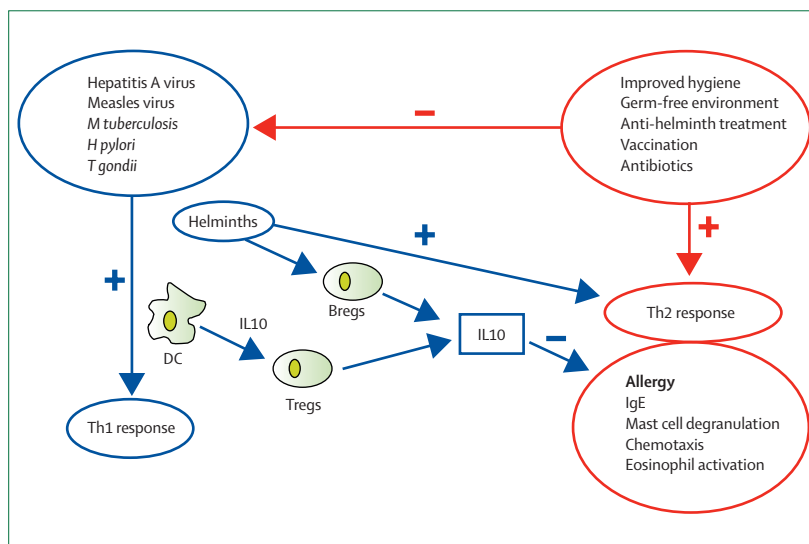 Hepatitis A virus
Measles virus
M tuberculosis
H pylori
T gondii
−
Improved hygiene
Germ-free environment
Anti-helminth treatment
Vaccination
Antibiotics
Helminths
+
+
+
Bregs
IL10
DC
Tregs
IL10
−
Th2 response
Th1 response
Allergy
IgE
Mast cell degranulation
Chemotaxis
Eosinophil activation